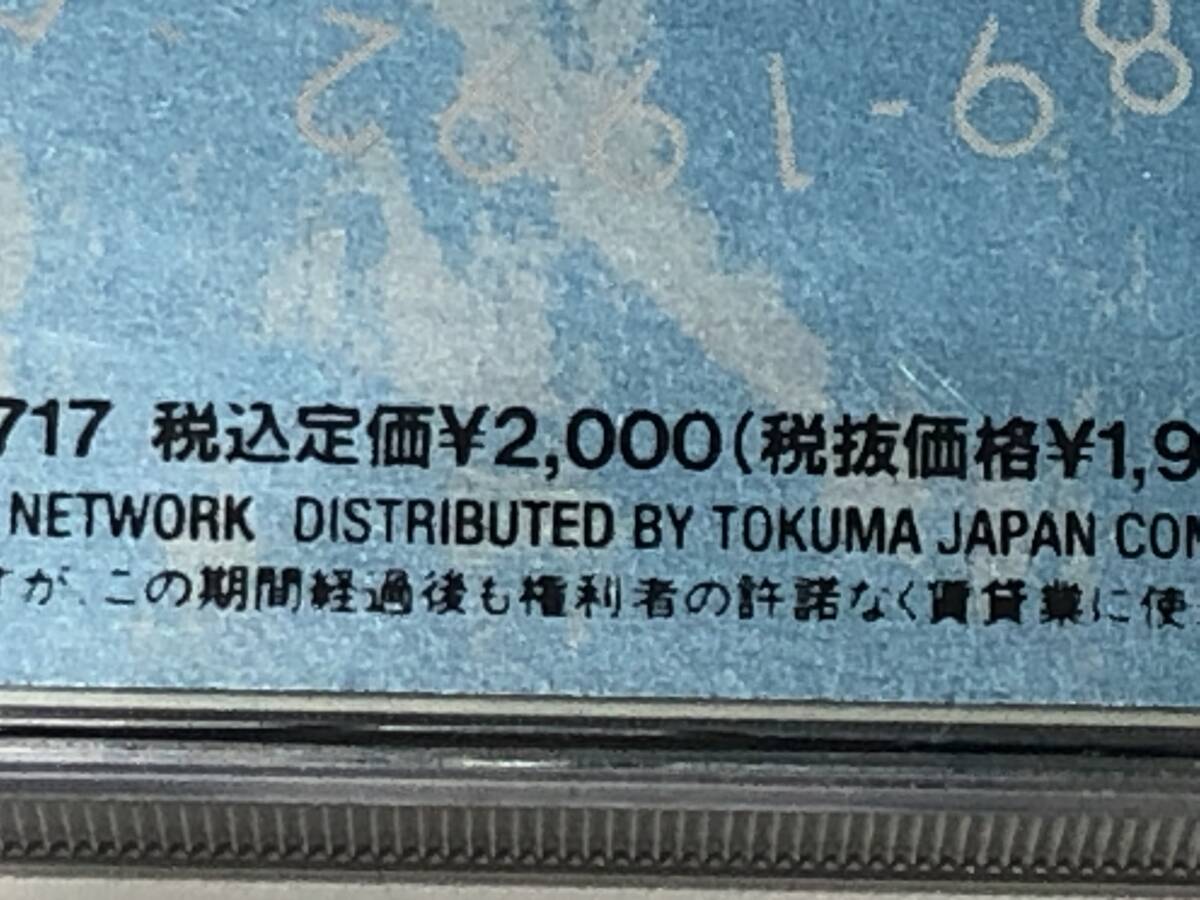 89-1992
717 税込定価¥2,000(税抜価格¥1,9
NETWORK DISTRIBUTED BY TOKUMA JAPAN CO
すが、この期間経過後も権利者の許諾なく賃貸業に使